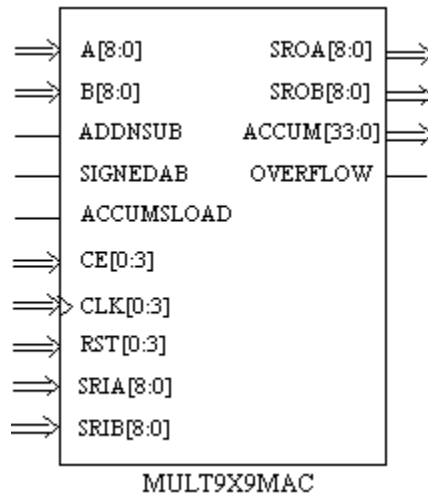 A[8:0] SROA[8:0]
B[8:0] SROB[8:0]
ADDNSUB ACCUM[33:0]
SIGNEDAB OVERFLOW
ACCUMSLOAD
CE[0:3]
CLK[0:3]
RST[0:3]
SRIA[8:0]
SRIB[8:0]
MULT9X9MAC